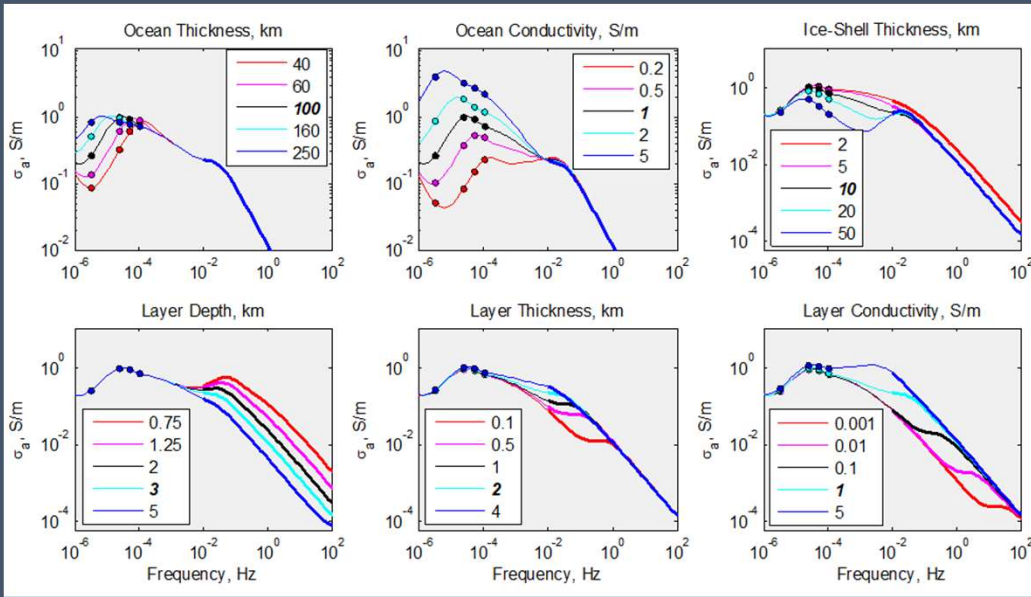 Ocean Thickness, km
σa, S/m
10^1
10^0
10^-1
10^-2
10^-6 10^-4 10^-2 10^0 10^2
40
60
100
160
250
Ocean Conductivity, S/m
σa, S/m
10^1
10^0
10^-1
10^-2
10^-6 10^-4 10^-2 10^0 10^2
0.2
0.5
1
2
5
Ice-Shell Thickness, km
σa, S/m
10^0
10^-2
10^-4
10^-6 10^-4 10^-2 10^0 10^2
2
5
10
20
50
Layer Depth, km
σa, S/m
10^0
10^-2
10^-4
0.75
1.25
2
3
5
10^-6 10^-4 10^-2 10^0 10^2
Frequency, Hz
Layer Thickness, km
σa, S/m
10^0
10^-2
10^-4
0.1
0.5
1
2
4
10^-6 10^-4 10^-2 10^0 10^2
Frequency, Hz
Layer Conductivity, S/m
σa, S/m
10^0
10^-2
10^-4
0.001
0.01
0.1
1
5
10^-6 10^-4 10^-2 10^0 10^2
Frequency, Hz